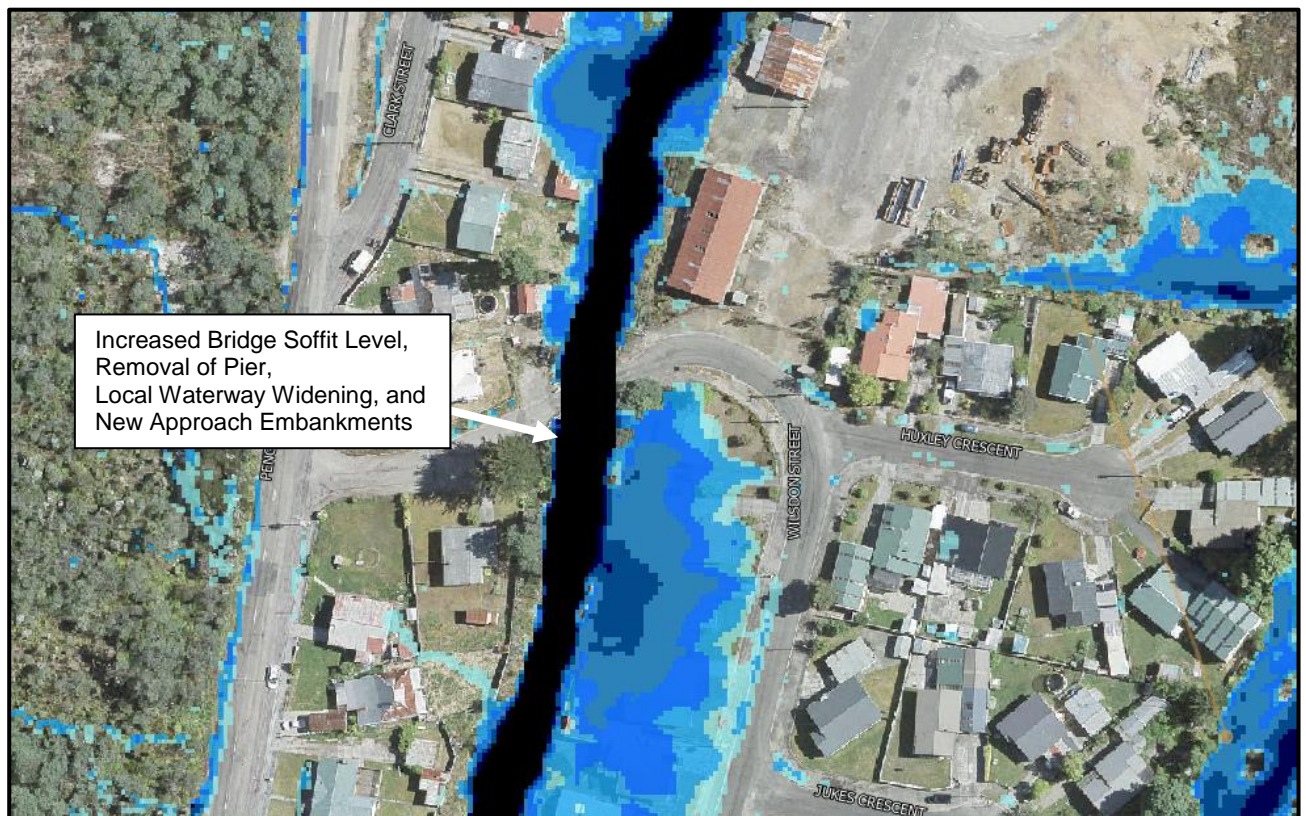 CLARK STREET
Increased Bridge Soffit Level,
Removal of Pier,
Local Waterway Widening, and
New Approach Embankments
WILSDON STREET
HUXLEY CRESCENT
JUKES CRESCENT